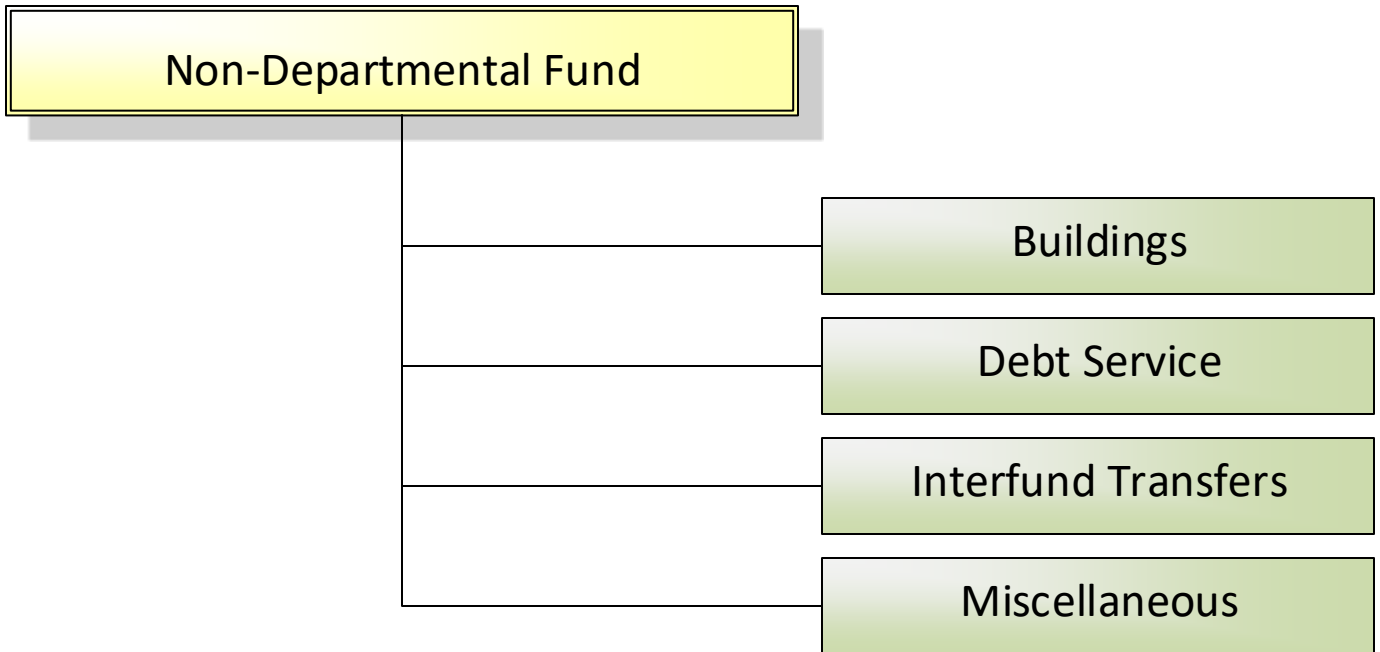 Non-Departmental Fund
Buildings
Debt Service
Interfund Transfers
Miscellaneous